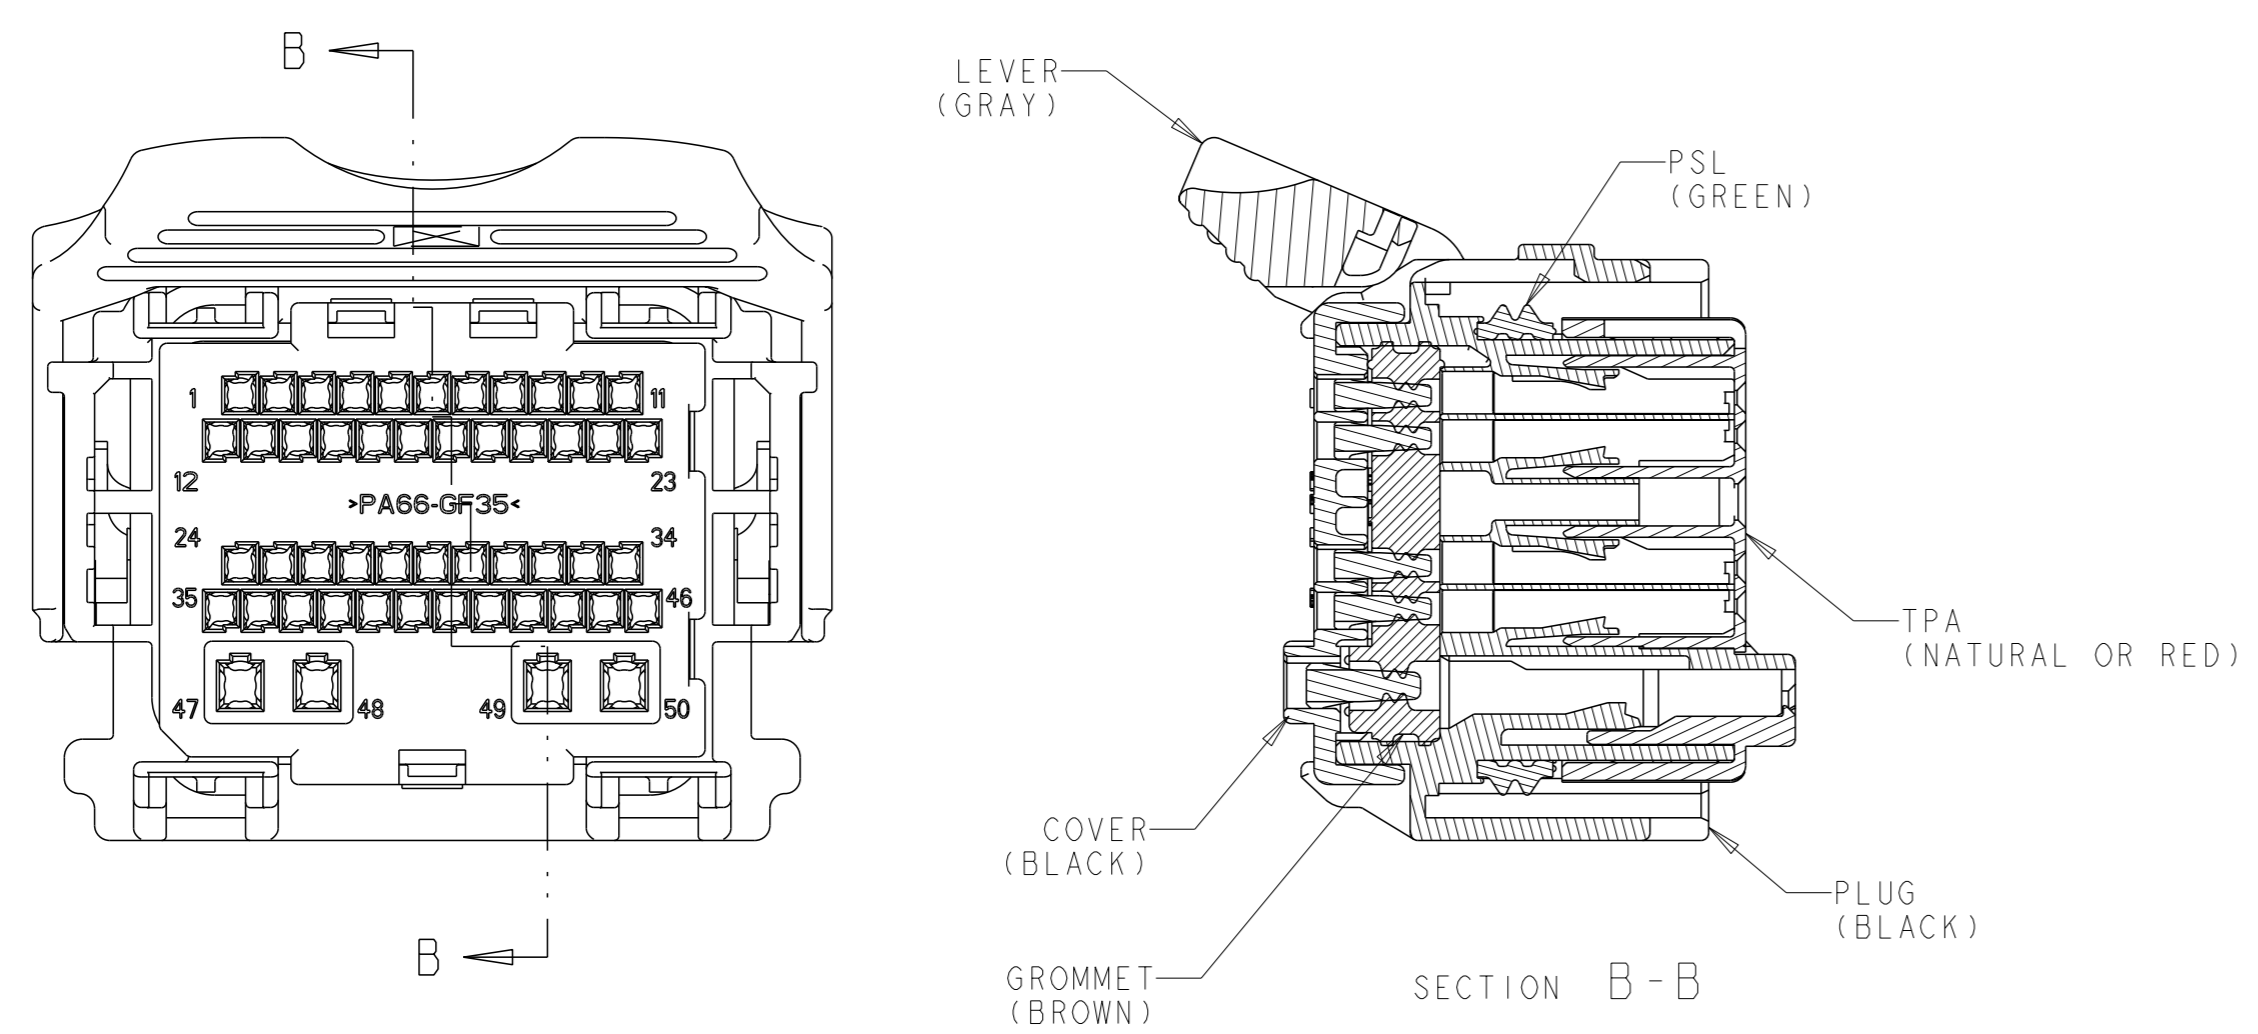 B
1
11
12
23
>PA66-GF35<
24
34
35
46
47
48
49
50
B
LEVER
(GRAY)
PSL
(GREEN)
TPA
(NATURAL OR RED)
COVER
(BLACK)
PLUG
(BLACK)
GROMMET
(BROWN)
SECTION B-B